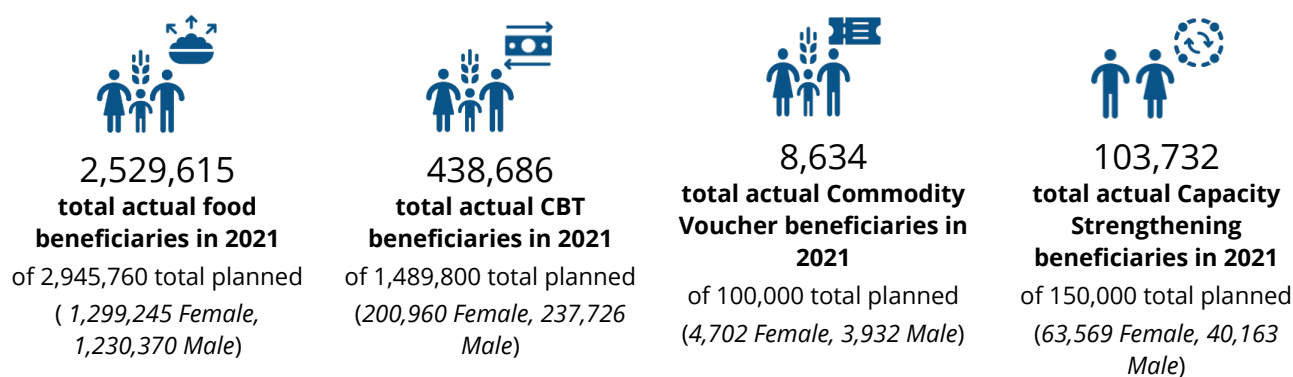 2,529,615
total actual food
beneficiaries in 2021
of 2,945,760 total planned
( 1,299,245 Female,
1,230,370 Male)
438,686
total actual CBT
beneficiaries in 2021
of 1,489,800 total planned
(200,960 Female, 237,726
Male)
8,634
total actual Commodity
Voucher beneficiaries in
2021
of 100,000 total planned
(4,702 Female, 3,932 Male)
103,732
total actual Capacity
Strengthening
beneficiaries in 2021
of 150,000 total planned
(63,569 Female, 40,163
Male)